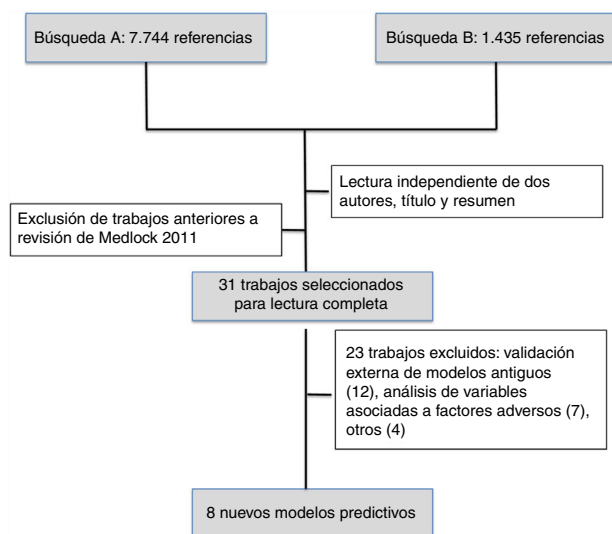 Búsqueda A: 7.744 referencias
Búsqueda B: 1.435 referencias
Lectura independiente de dos
autores, título y resumen
Exclusión de trabajos anteriores a
revisión de Medlock 2011
31 trabajos seleccionados
para lectura completa
23 trabajos excluidos: validación
externa de modelos antiguos
(12), análisis de variables
asociadas a factores adversos (7),
otros (4)
8 nuevos modelos predictivos